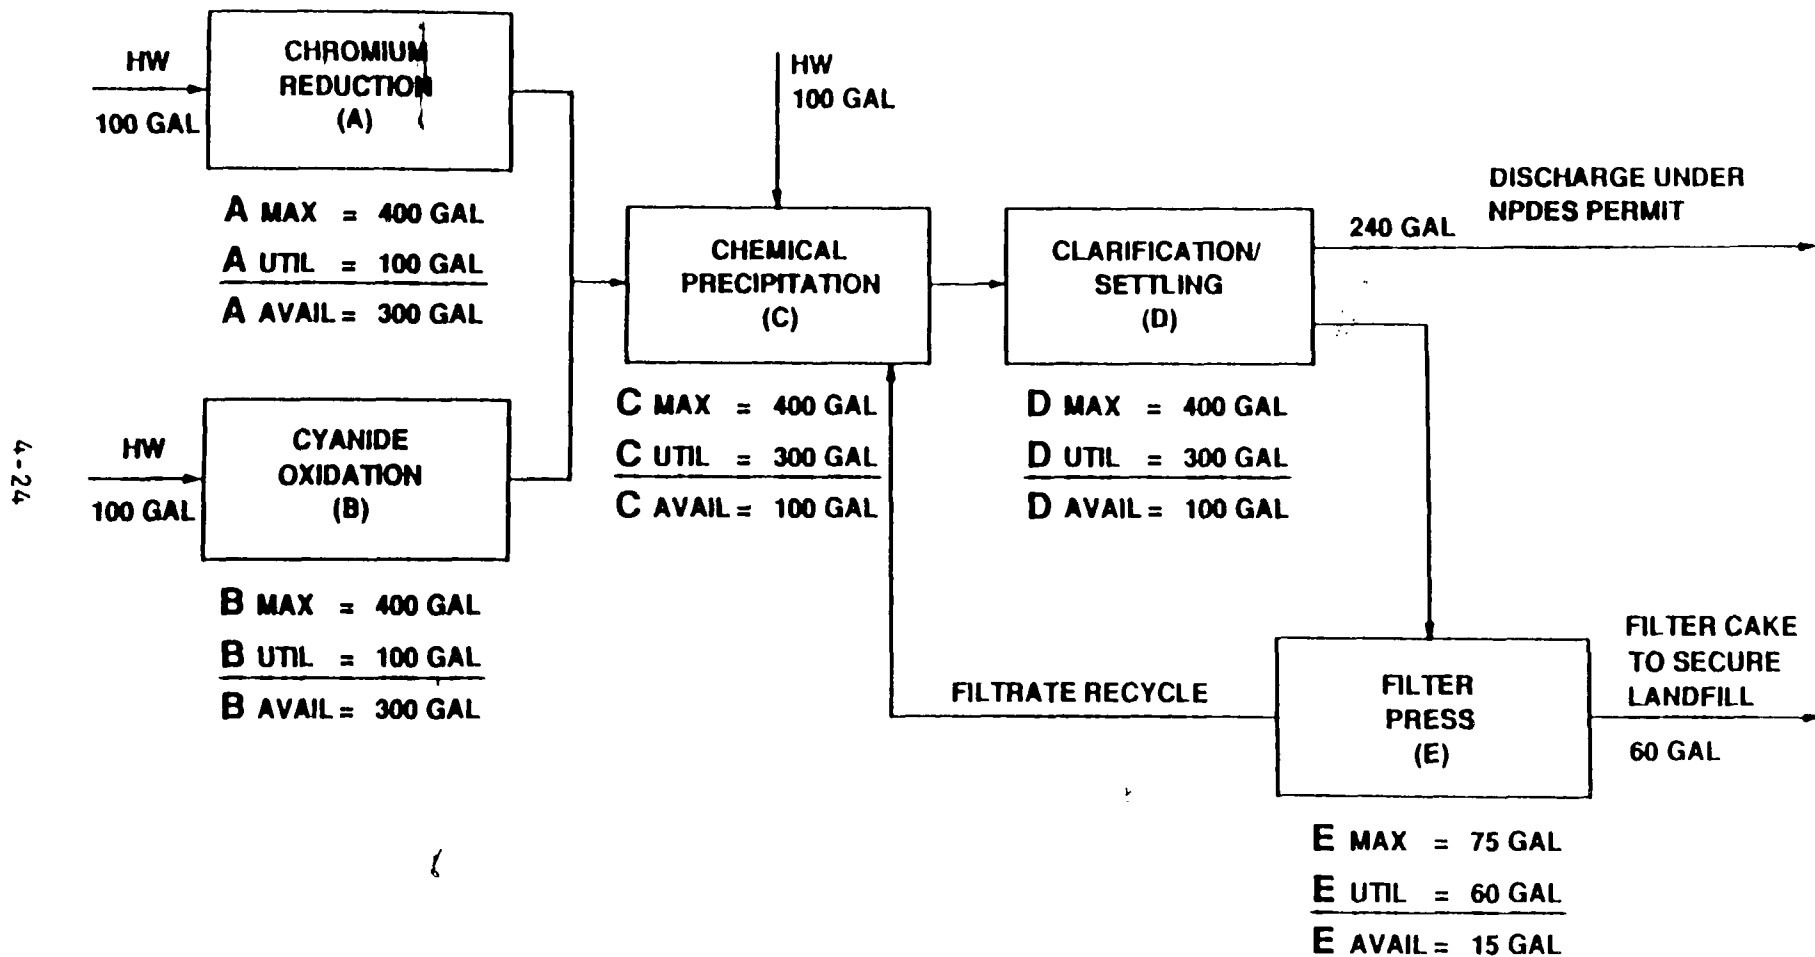 HW
100 GAL
CHROMIUM
REDUCTION
(A)
A MAX = 400 GAL
A UTIL = 100 GAL
A AVAIL = 300 GAL
HW
100 GAL
CYANIDE
OXIDATION
(B)
B MAX = 400 GAL
B UTIL = 100 GAL
B AVAIL = 300 GAL
HW
100 GAL
CHEMICAL
PRECIPITATION
(C)
C MAX = 400 GAL
C UTIL = 300 GAL
C AVAIL = 100 GAL
CLARIFICATION/
SETTLING
(D)
D MAX = 400 GAL
D UTIL = 300 GAL
D AVAIL = 100 GAL
240 GAL
DISCHARGE UNDER
NPDES PERMIT
FILTRATE RECYCLE
FILTER
PRESS
(E)
E MAX = 75 GAL
E UTIL = 60 GAL
E AVAIL = 15 GAL
FILTER CAKE
TO SECURE
LANDFILL
60 GAL
4-24